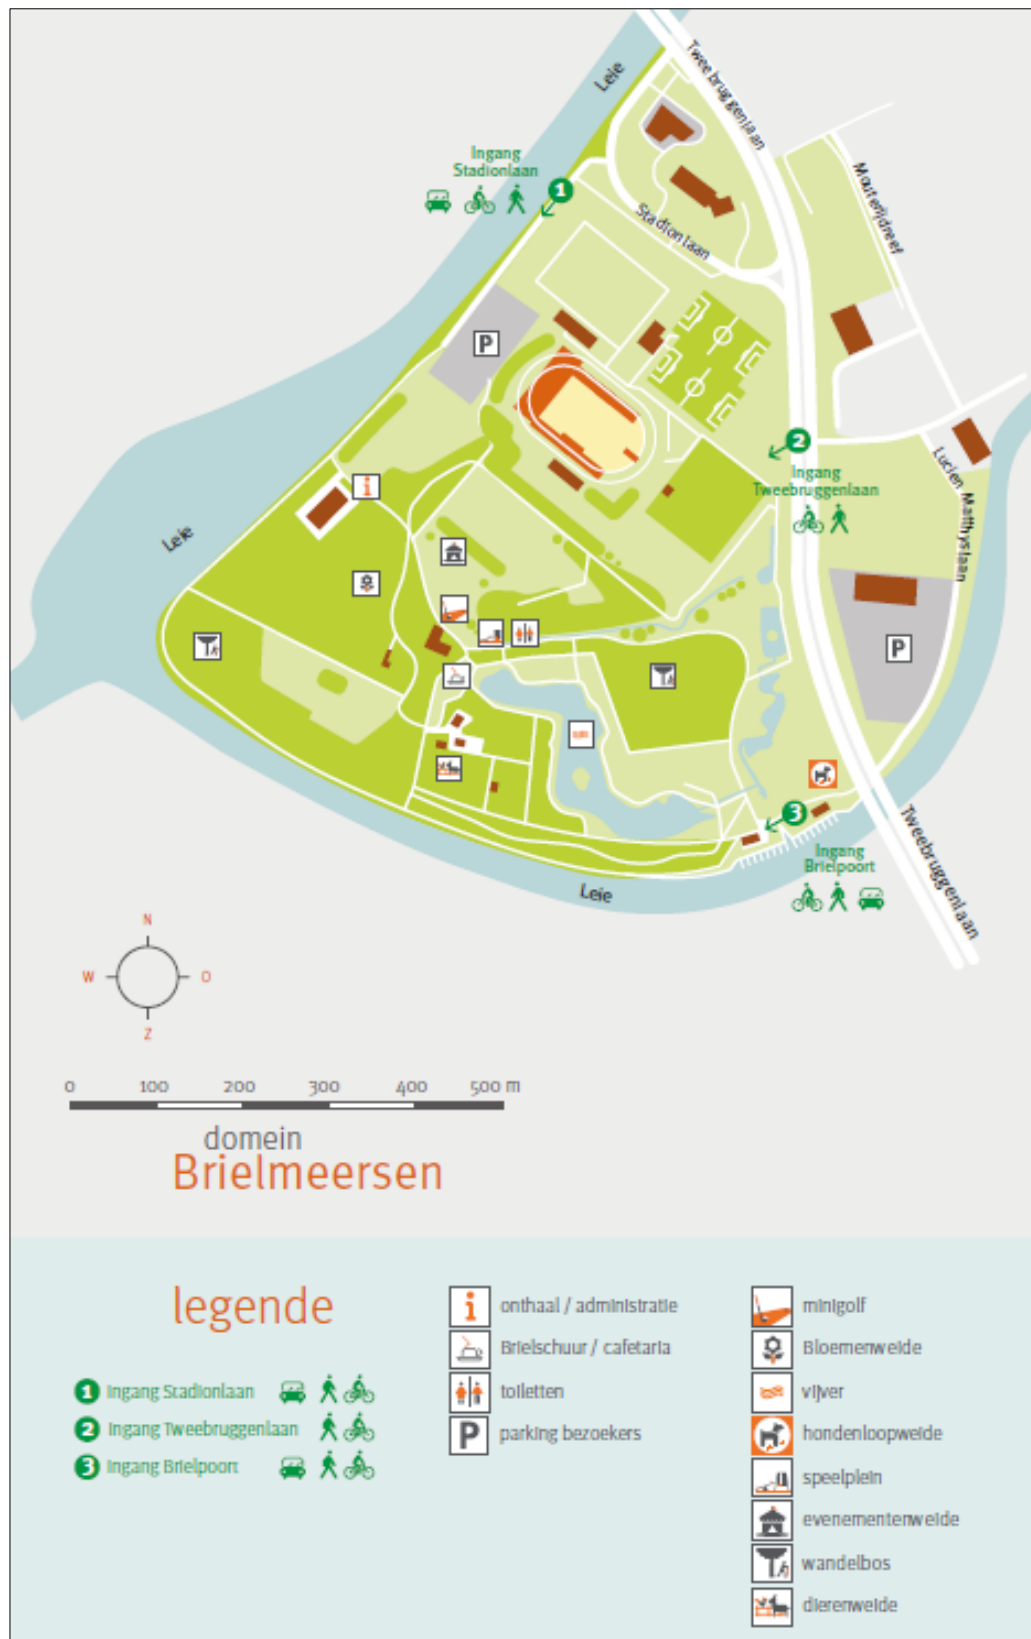 Leie
Tweebruggenlaan
Ingang
Stadionlaan
1
Mouterijdreef
Stadionlaan
P
2
Ingang
Tweebruggenlaan
Lucien Matthyslaan
i
Leie
P
3
Ingang
Brielpoort
Tweebruggenlaan
Leie
N
W O
Z
0 100 200 300 400 500 m
domein
Brielmeersen
legende
1 Ingang Stadionlaan
2 Ingang Tweebruggenlaan
3 Ingang Brielpoort
i onthaal / administratie
Brielschuur / cafetaria
toiletten
P parking bezoekers
minigolf
Bloemenweide
vijver
hondenloopweide
speelplein
evenementenweide
wandelbos
dierenweide